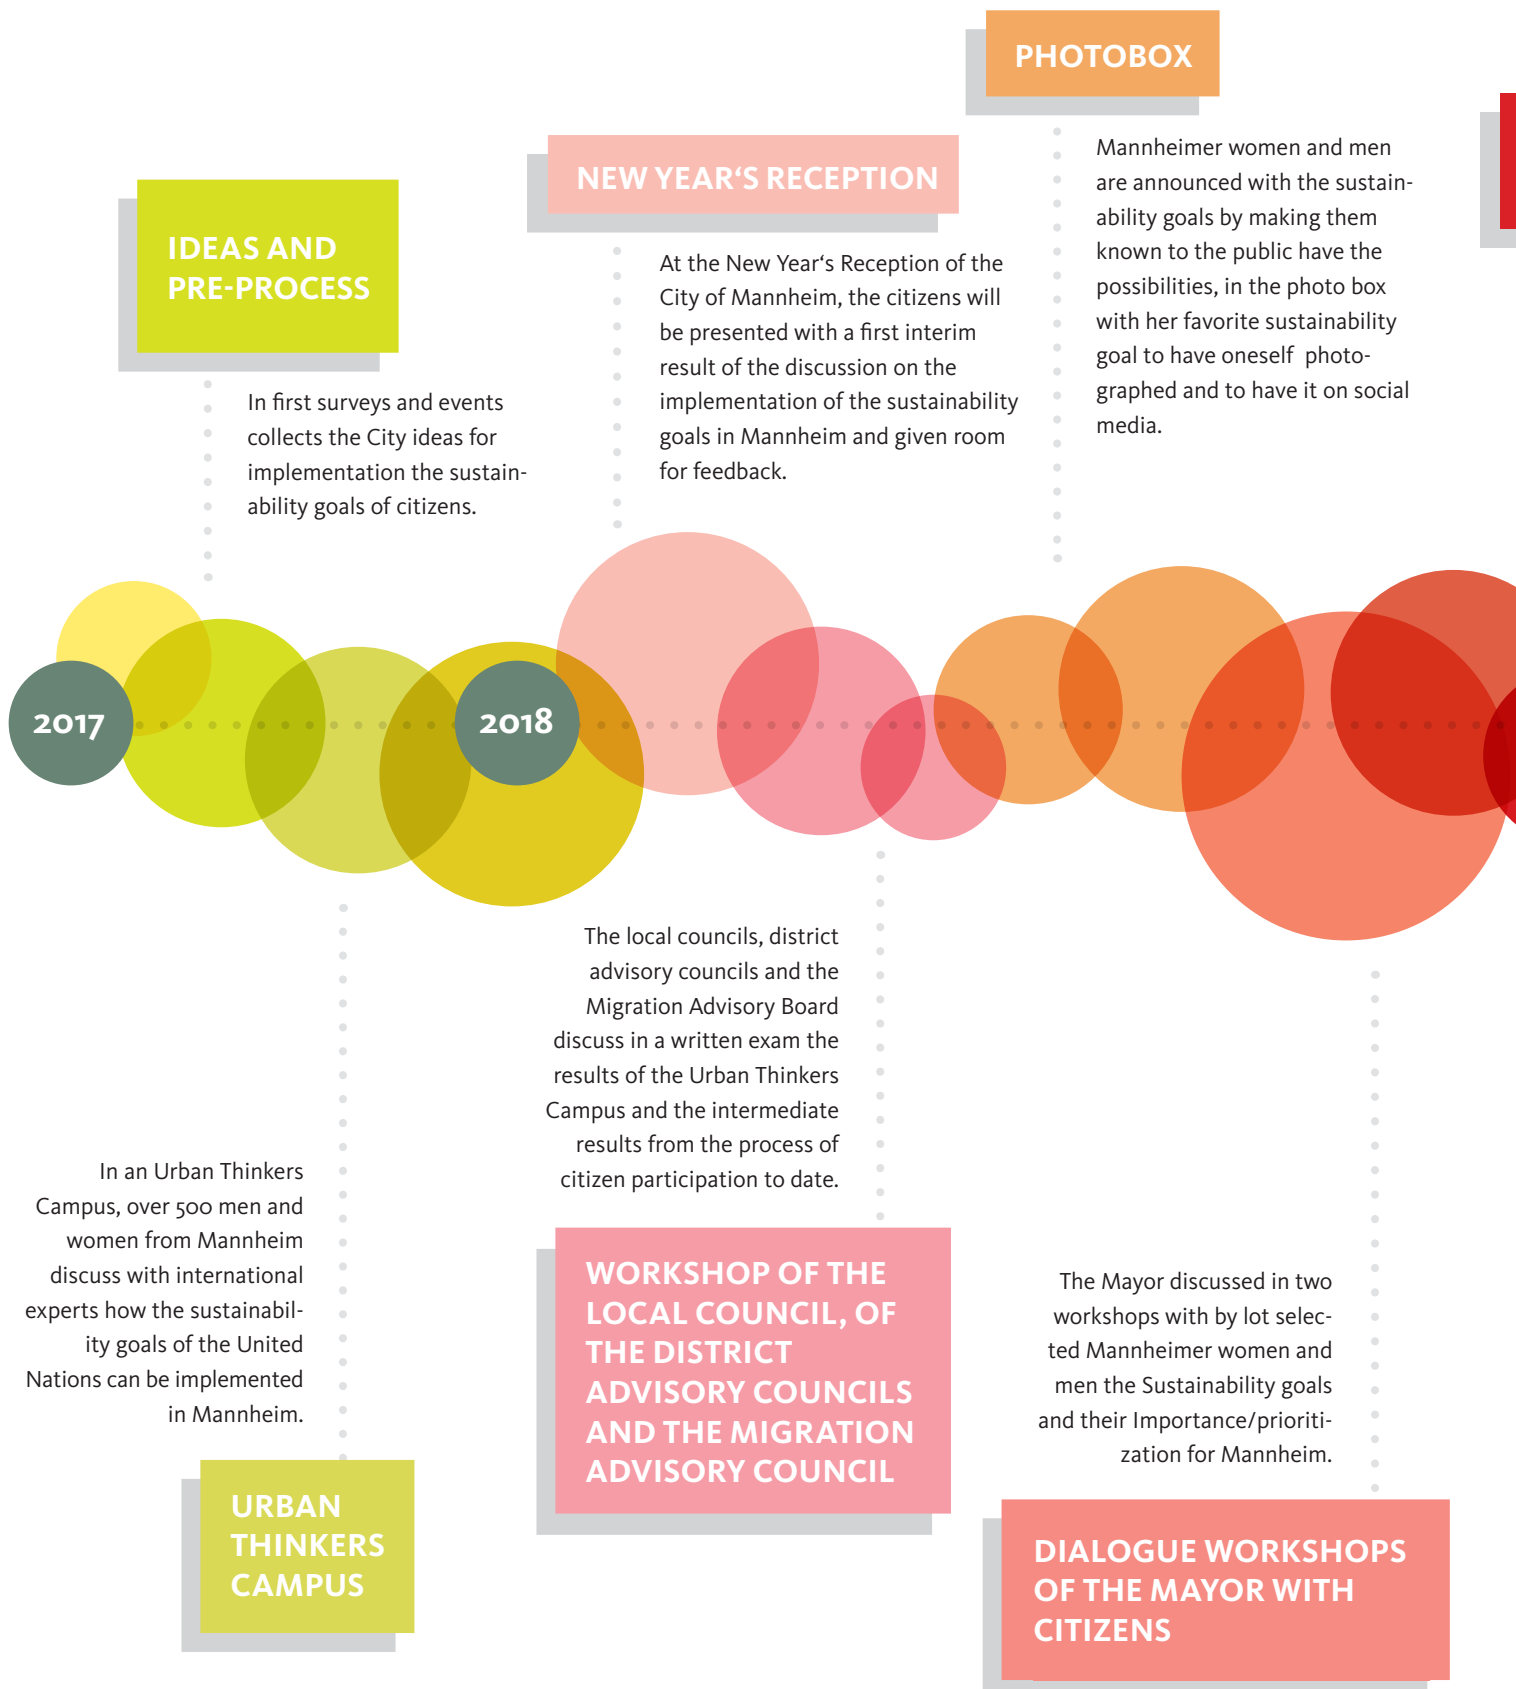 PHOTOBOX
Mannheimer women and men
are announced with the sustain-
ability goals by making them
known to the public have the
possibilities, in the photo box
with her favorite sustainability
goal to have oneself  photo-
graphed and to have it on social
media.
NEW YEAR‘S RECEPTION
At the New Year‘s Reception of the
City of Mannheim, the citizens will
be presented with a first interim
result of the discussion on the
implementation of the sustainability
goals in Mannheim and given room
for feedback.
IDEAS AND
PRE-PROCESS
In first surveys and events
collects the City ideas for
implementation the sustain-
ability goals of citizens.
2017
2018
The local councils, district
advisory councils and the
Migration Advisory Board
discuss in a written exam the
results of the Urban Thinkers
Campus and the intermediate
results from the process of
citizen participation to date.
WORKSHOP OF THE
LOCAL COUNCIL, OF
THE DISTRICT
ADVISORY COUNCILS
AND THE MIGRATION
ADVISORY COUNCIL
In an Urban Thinkers
Campus, over 500 men and
women from Mannheim
discuss with international
experts how the sustainabil-
ity goals of the United
Nations can be implemented
in Mannheim.
URBAN
THINKERS
CAMPUS
The Mayor discussed in two
workshops with by lot selec-
ted Mannheimer women and
men the Sustainability goals
and their Importance/prioriti-
zation for Mannheim.
DIALOGUE WORKSHOPS
OF THE MAYOR WITH
CITIZENS